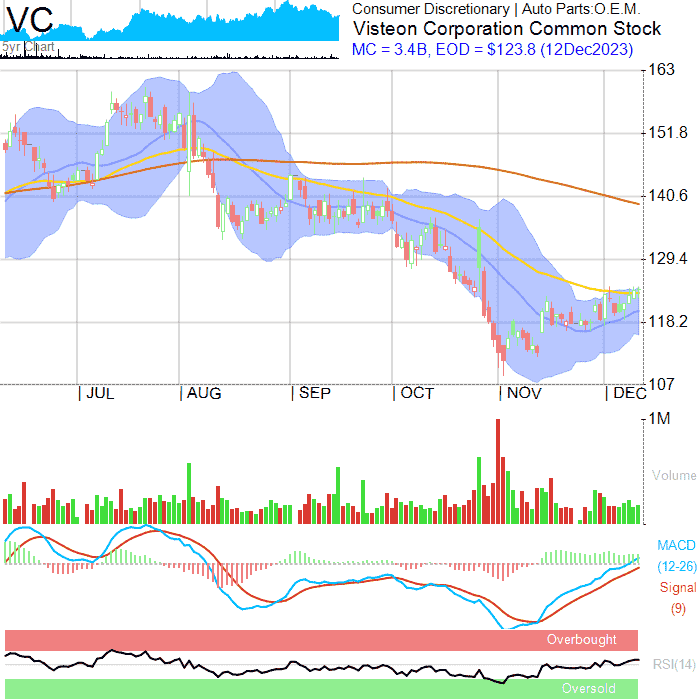 VC
5yr Chart
Consumer Discretionary | Auto Parts:O.E.M.
Visteon Corporation Common Stock
MC = 3.4B, EOD = $123.8 (12Dec2023)
163
151.8
140.6
129.4
118.2
107
JUL AUG SEP OCT NOV DEC
1M
Volume
MACD
(12-26)
Signal
(9)
Overbought
RSI(14)
Oversold